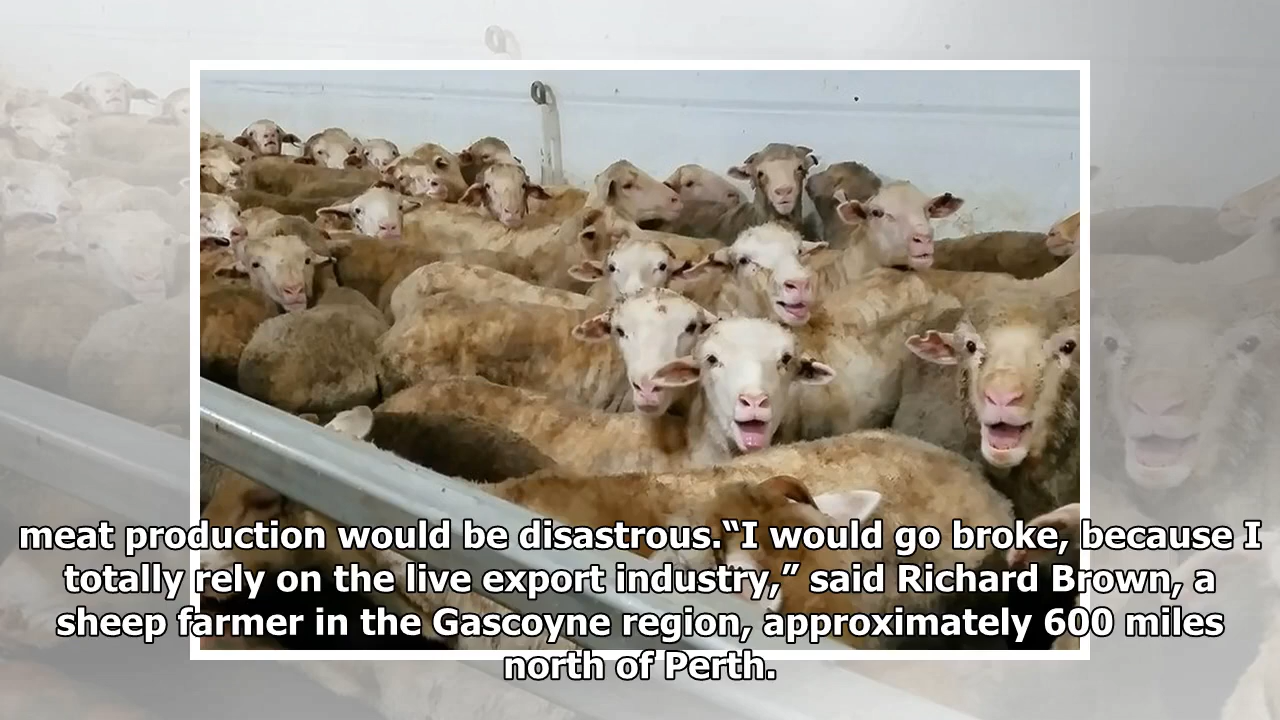 meat production would be disastrous.“I would go broke, because I
totally rely on the live export industry,” said Richard Brown, a
sheep farmer in the Gascoyne region, approximately 600 miles
north of Perth.